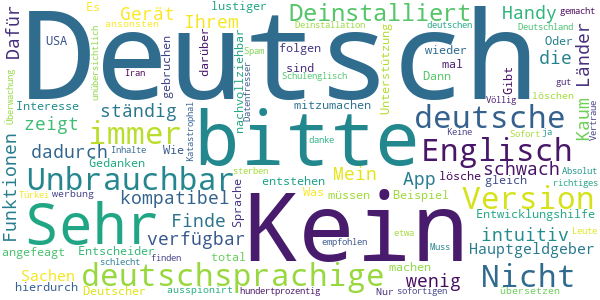 Es ansonsten Gerät Ihrem lustiger Deinstalliert Handy
Dafür USA Iran unübersichtlich gebrochen Deutsch darüber Spam Deinstallation deutschen Deutschland gemacht
folgen sind wieder mal Oder die Länder
Interesse ständig nachvollziehbar Datenfresser Schulenglisch Unterstützung Dann Gibt gut
Überwachung zeigt immer Katastrophal bitte mitzumachen deutsche löschen Kaum Vertraue
Funktionen dadurch Wie Inhalte danke Keine Völlig Sofort Ja
Gedanken sterben Mein Englisch schwach
Unbrauchbar entstehen Was App lösche gleich Absolut
Türkei kompatibel Sprache müssen Beispiel richtiges
Sehr Finde Kein Version Entwicklungshilfe
verfügbar etwa intuitiv Leute
angefeagt Entscheider total empfohlen Muss Hauptgeldgeber
Sachen werbung schlecht finden machen wenig Nicht
hierdurch Deutscher deutschsprachige
ausspioniert hundertprozentig Nur sofortigen übersetzen